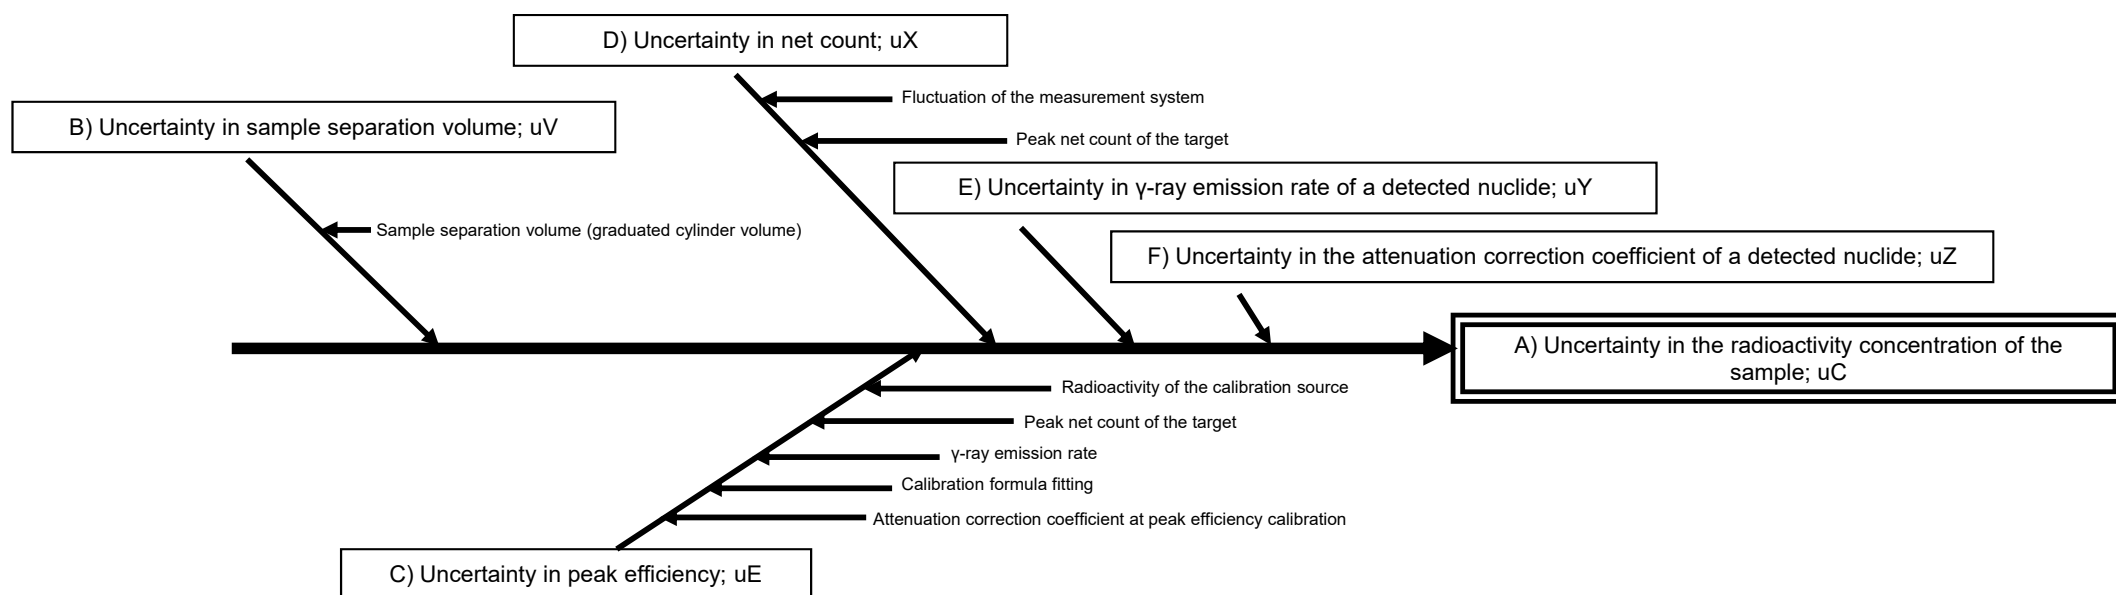 D) Uncertainty in net count; uX
Fluctuation of the measurement system
B) Uncertainty in sample separation volume; uV
Peak net count of the target
E) Uncertainty in γ-ray emission rate of a detected nuclide; uY
Sample separation volume (graduated cylinder volume)
F) Uncertainty in the attenuation correction coefficient of a detected nuclide; uZ
A) Uncertainty in the radioactivity concentration of the
sample; uC
Radioactivity of the calibration source
Peak net count of the target
γ-ray emission rate
Calibration formula fitting
Attenuation correction coefficient at peak efficiency calibration
C) Uncertainty in peak efficiency; uE